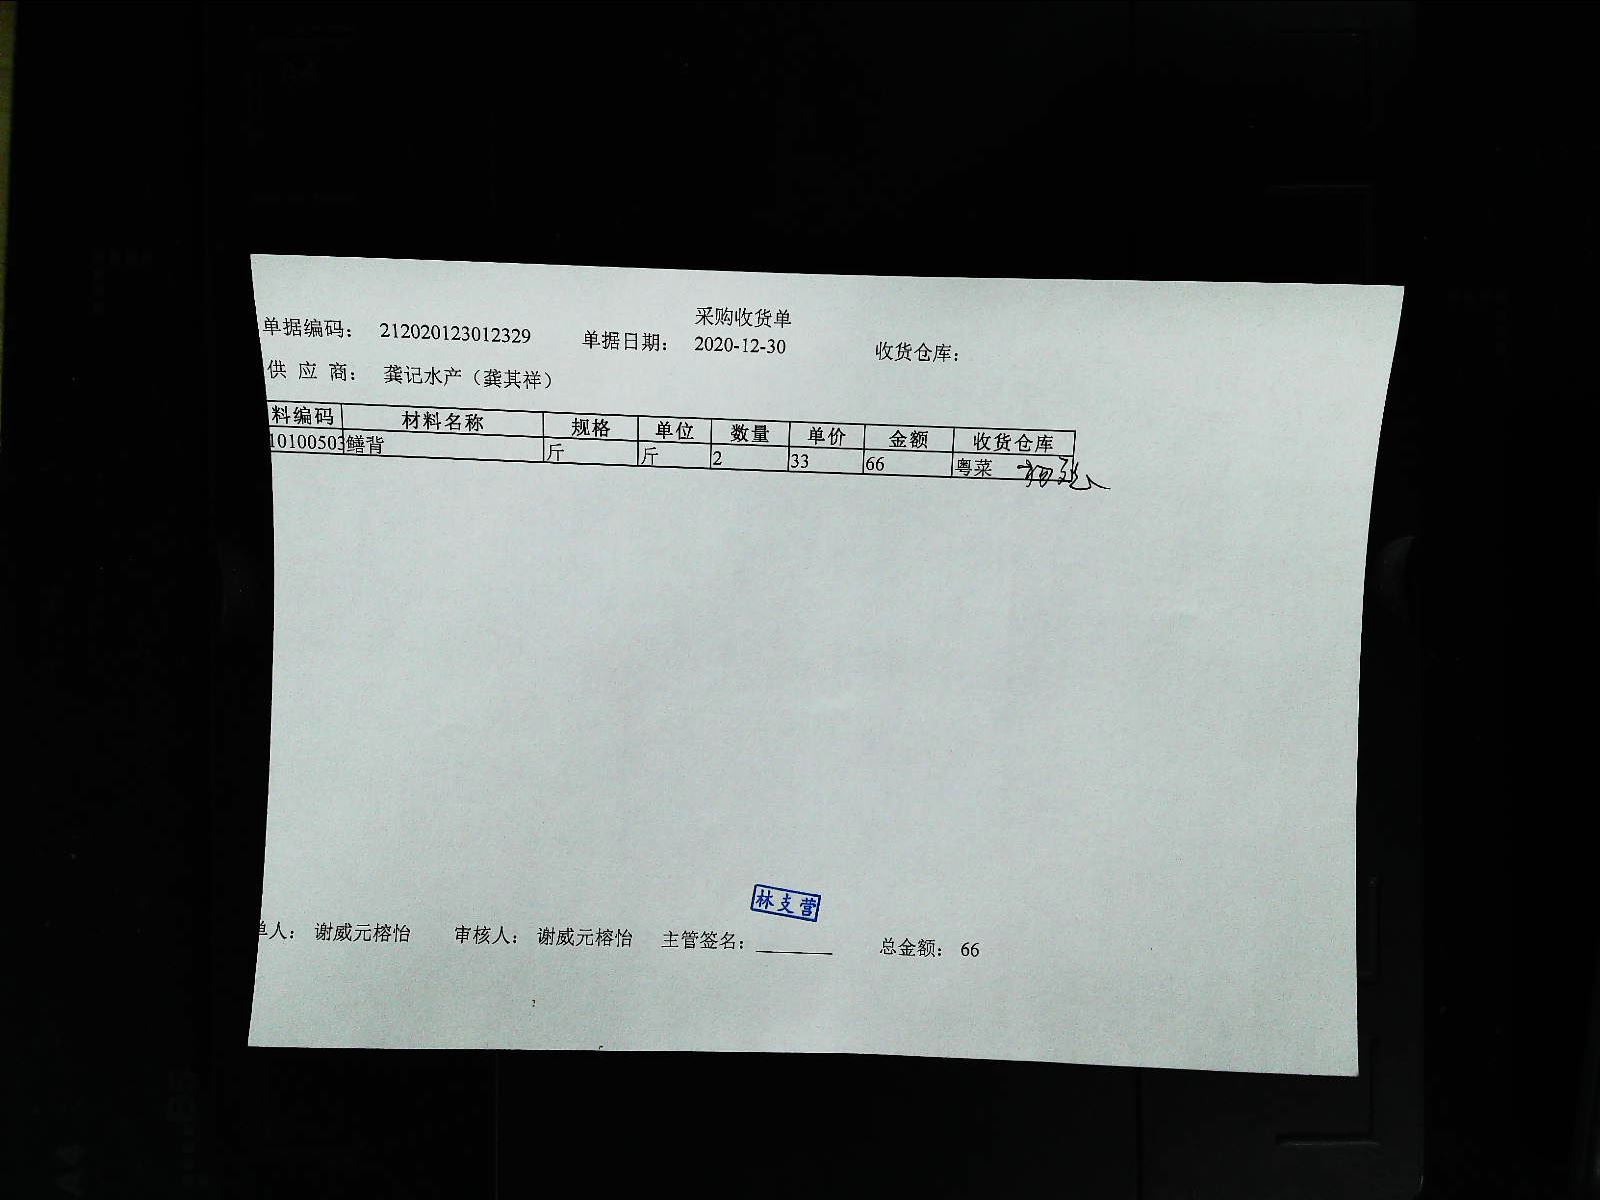 采购收货单
单据编码： 212020123012329 单据日期： 2020-12-30 收货仓库：
供 应 商： 龚记水产（龚其祥）
料编码 材料名称 规格 单位 数量 单价 金额 收货仓库
10100503 鳝背 斤 斤 2 33 66 粤菜
林支营
单人： 谢威元榕怡 审核人： 谢威元榕怡 主管签名： 总金额： 66